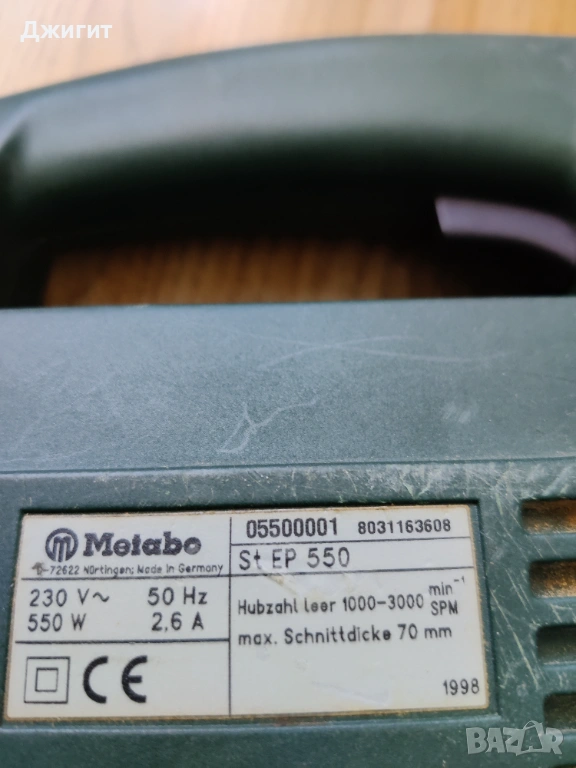 Джигит
Metabo
D-72622 Nürtingen; Made in Germany
230 V~ 50 Hz
550 W 2,6 A
CE
05500001 8031163608
St EP 550
Hubzahl leer 1000-3000 min⁻¹ SPM
max. Schnittdicke 70 mm
1998
BAZAR